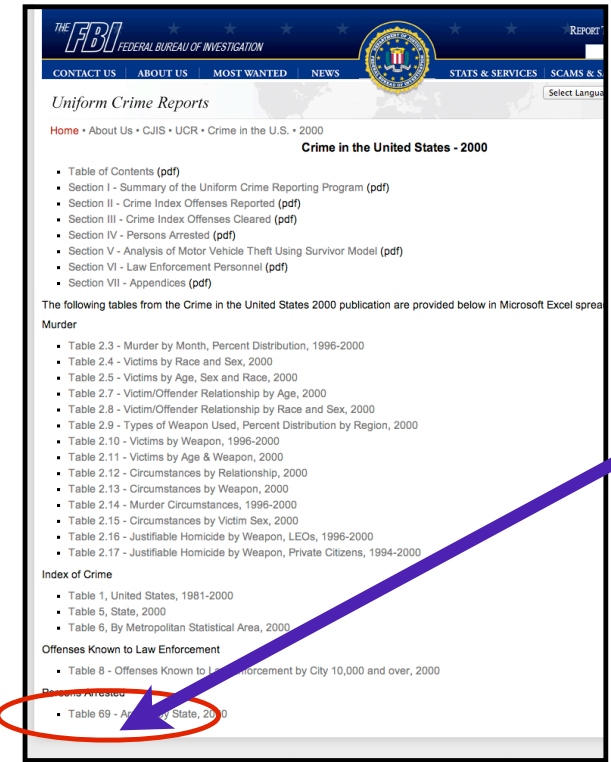 THE FBI FEDERAL BUREAU OF INVESTIGATION
REPORT
CONTACT US ABOUT US MOST WANTED NEWS STATS & SERVICES SCAMS &
Uniform Crime Reports
Select Langua
Home • About Us • CJIS • UCR • Crime in the U.S. • 2000
Crime in the United States - 2000
▪ Table of Contents (pdf)
▪ Section I - Summary of the Uniform Crime Reporting Program (pdf)
▪ Section II - Crime Index Offenses Reported (pdf)
▪ Section III - Crime Index Offenses Cleared (pdf)
▪ Section IV - Persons Arrested (pdf)
▪ Section V - Analysis of Motor Vehicle Theft Using Survivor Model (pdf)
▪ Section VI - Law Enforcement Personnel (pdf)
▪ Section VII - Appendices (pdf)
The following tables from the Crime in the United States 2000 publication are provided below in Microsoft Excel sprea
Murder
▪ Table 2.3 - Murder by Month, Percent Distribution, 1996-2000
▪ Table 2.4 - Victims by Race and Sex, 2000
▪ Table 2.5 - Victims by Age, Sex and Race, 2000
▪ Table 2.7 - Victim/Offender Relationship by Age, 2000
▪ Table 2.8 - Victim/Offender Relationship by Race and Sex, 2000
▪ Table 2.9 - Types of Weapon Used, Percent Distribution by Region, 2000
▪ Table 2.10 - Victims by Weapon, 1996-2000
▪ Table 2.11 - Victims by Age & Weapon, 2000
▪ Table 2.12 - Circumstances by Relationship, 2000
▪ Table 2.13 - Circumstances by Weapon, 2000
▪ Table 2.14 - Murder Circumstances, 1996-2000
▪ Table 2.15 - Circumstances by Victim Sex, 2000
▪ Table 2.16 - Justifiable Homicide by Weapon, LEOs, 1996-2000
▪ Table 2.17 - Justifiable Homicide by Weapon, Private Citizens, 1994-2000
Index of Crime
▪ Table 1, United States, 1981-2000
▪ Table 5, State, 2000
▪ Table 6, By Metropolitan Statistical Area, 2000
Offenses Known to Law Enforcement
▪ Table 8 - Offenses Known to Law Enforcement by City 10,000 and over, 2000
Persons Arrested
▪ Table 69 - by State, 2000